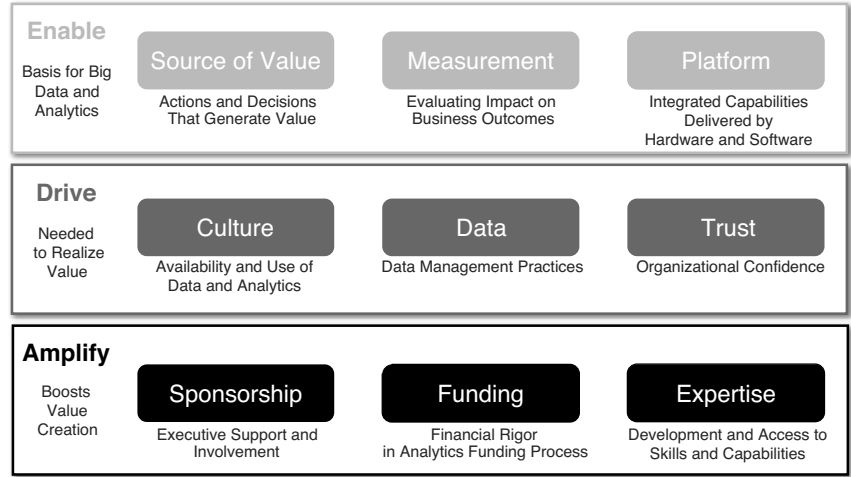 Enable
Basis for Big
Data and
Analytics
Source of Value
Actions and Decisions
That Generate Value
Measurement
Evaluating Impact on
Business Outcomes
Platform
Integrated Capabilities
Delivered by
Hardware and Software
Drive
Needed
to Realize
Value
Culture
Availability and Use of
Data and Analytics
Data
Data Management Practices
Trust
Organizational Confidence
Amplify
Boosts
Value
Creation
Sponsorship
Executive Support and
Involvement
Funding
Financial Rigor
in Analytics Funding Process
Expertise
Development and Access to
Skills and Capabilities